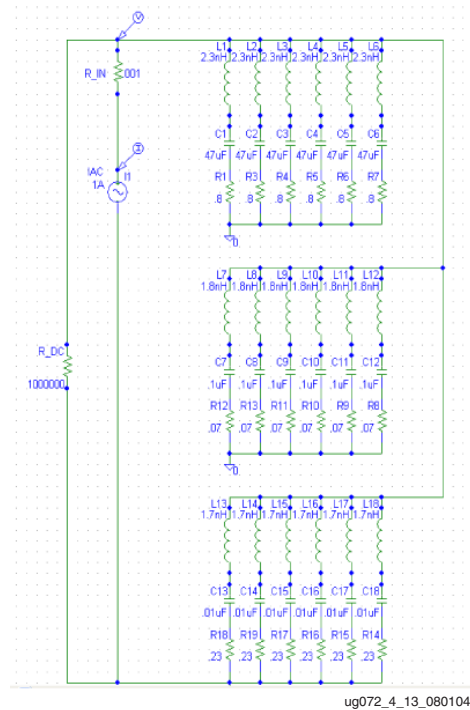 V
L1 L2 L3 L4 L5 L6
2.3nH 2.3nH 2.3nH 2.3nH 2.3nH 2.3nH
R_IN .001
C1 C2 C3 C4 C5 C6
I
47uF 47uF 47uF 47uF 47uF 47uF
IAC I1
1A
R1 R3 R4 R5 R6 R7
.8 .8 .8 .8 .8 .8
0
L7 L8 L9 L10 L11 L12
1.8nH 1.8nH 1.8nH 1.8nH 1.8nH 1.8nH
R_DC
1000000
C7 C8 C9 C10 C11 C12
.1uF .1uF .1uF .1uF .1uF .1uF
R12 R13 R11 R10 R9 R8
.07 .07 .07 .07 .07 .07
0
L13 L14 L15 L16 L17 L18
1.7nH 1.7nH 1.7nH 1.7nH 1.7nH 1.7nH
C13 C14 C15 C16 C17 C18
.01uF .01uF .01uF .01uF .01uF .01uF
R18 R19 R17 R16 R15 R14
.23 .23 .23 .23 .23 .23
ug072_4_13_080104